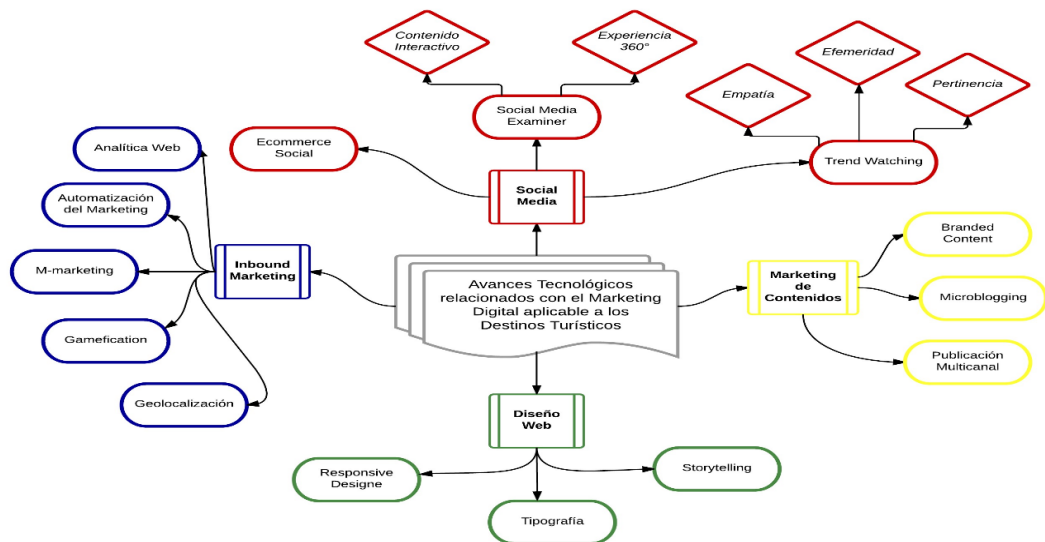 Contenido
Interactivo
Experiencia
360°
Efemeridad
Empatía
Pertinencia
Social Media
Examiner
Ecommerce
Social
Trend Watching
Analítica Web
Social
Media
Automatización
del Marketing
Branded
Content
Inbound
Marketing
M-marketing
Avances Tecnológicos
relacionados con el Marketing
Digital aplicable a los
Destinos Turísticos
Marketing
de
Contenidos
Microblogging
Gamefication
Publicación
Multicanal
Geolocalización
Diseño
Web
Responsive
Designe
Storytelling
Tipografía